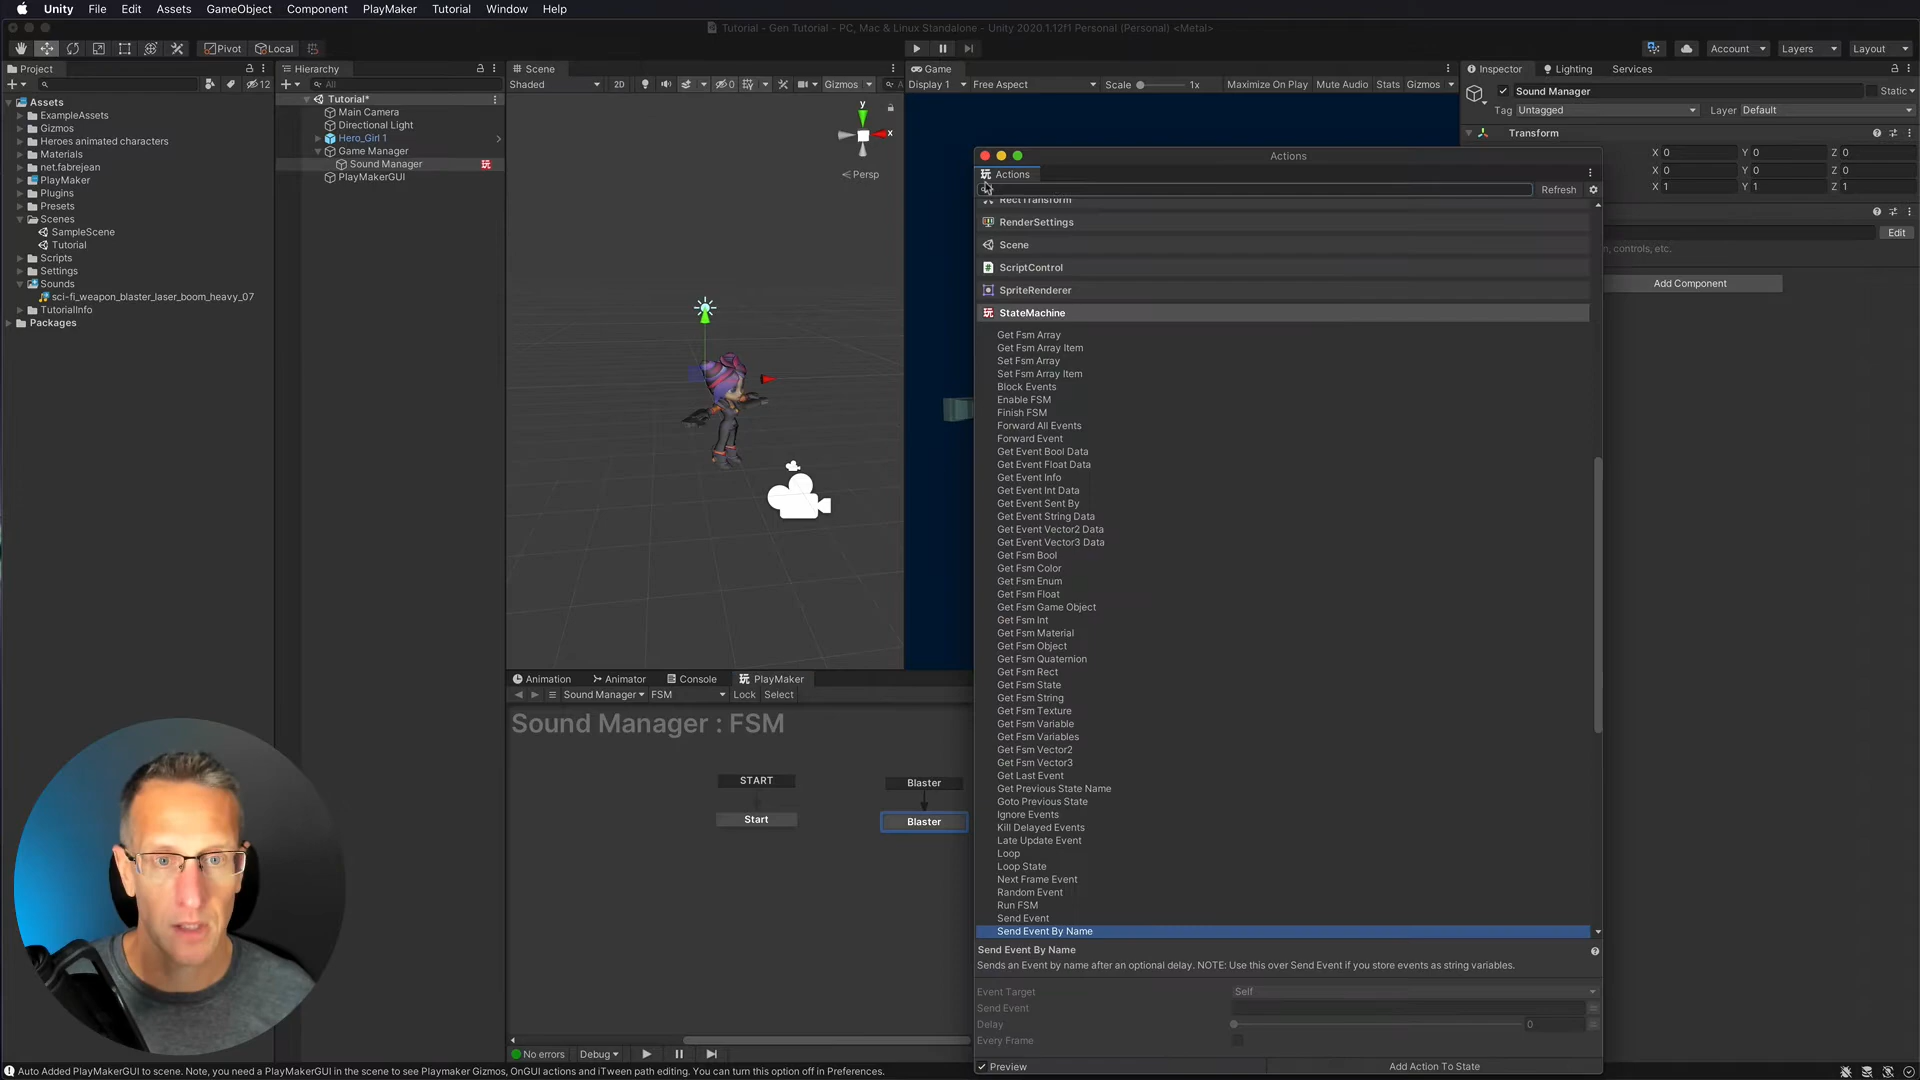 Unity File Edit Assets GameObject Component PlayMaker Tutorial Window Help
Tutorial - Gen Tutorial - PC, Mac & Linux Standalone - Unity 2020.1.12f1 Personal (Personal) <Metal>
Pivot Local Account Layers Layout
Project
12
Assets
ExampleAssets
Gizmos
Heroes animated characters
Materials
net.fabrejean
PlayMaker
Plugins
Presets
Scenes
SampleScene
Tutorial
Scripts
Settings
Sounds
sci-fi_weapon_blaster_laser_boom_heavy_07
TutorialInfo
Packages
Hierarchy
All
Tutorial*
Main Camera
Directional Light
Hero_Girl 1
Game Manager
Sound Manager
PlayMakerGUI
Scene
Shaded 2D 0 Gizmos
y
x
Persp
Game
Display 1 Free Aspect Scale 1x Maximize On Play Mute Audio Stats Gizmos
Inspector Lighting Services
Sound Manager Static
Tag Untagged Layer Default
Transform
X 0 Y 0 Z 0
X 0 Y 0 Z 0
X 1 Y 1 Z 1
Edit
n, controls, etc.
Add Component
Actions
Actions
Refresh
RectTransform
RenderSettings
Scene
ScriptControl
SpriteRenderer
StateMachine
Get Fsm Array
Get Fsm Array Item
Set Fsm Array
Set Fsm Array Item
Block Events
Enable FSM
Finish FSM
Forward All Events
Forward Event
Get Event Bool Data
Get Event Float Data
Get Event Info
Get Event Int Data
Get Event Sent By
Get Event String Data
Get Event Vector2 Data
Get Event Vector3 Data
Get Fsm Bool
Get Fsm Color
Get Fsm Enum
Get Fsm Float
Get Fsm Game Object
Get Fsm Int
Get Fsm Material
Get Fsm Object
Get Fsm Quaternion
Get Fsm Rect
Get Fsm State
Get Fsm String
Get Fsm Texture
Get Fsm Variable
Get Fsm Variables
Get Fsm Vector2
Get Fsm Vector3
Get Last Event
Get Previous State Name
Goto Previous State
Ignore Events
Kill Delayed Events
Late Update Event
Loop
Loop State
Next Frame Event
Random Event
Run FSM
Send Event
Send Event By Name
Send Event By Name
Sends an Event by name after an optional delay. NOTE: Use this over Send Event if you store events as string variables.
Event Target Self
Send Event
Delay 0
Every Frame
Preview Add Action To State
Animation Animator Console PlayMaker
Sound Manager FSM Lock Select
Sound Manager : FSM
START
Start
Blaster
Blaster
No errors Debug
Auto Added PlayMakerGUI to scene. Note, you need a PlayMakerGUI in the scene to see Playmaker Gizmos, OnGUI actions and iTween path editing. You can turn this option off in Preferences.